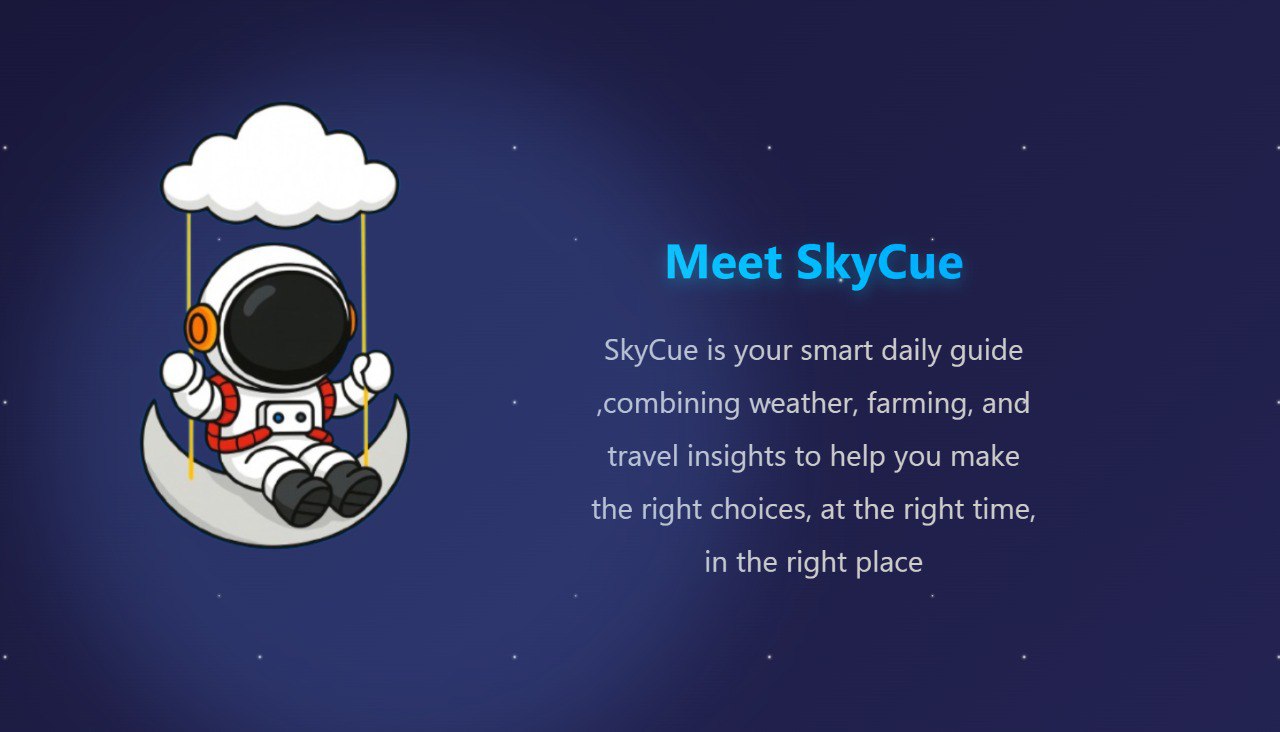 Meet SkyCue
SkyCue is your smart daily guide
,combining weather, farming, and
travel insights to help you make
the right choices, at the right time,
in the right place